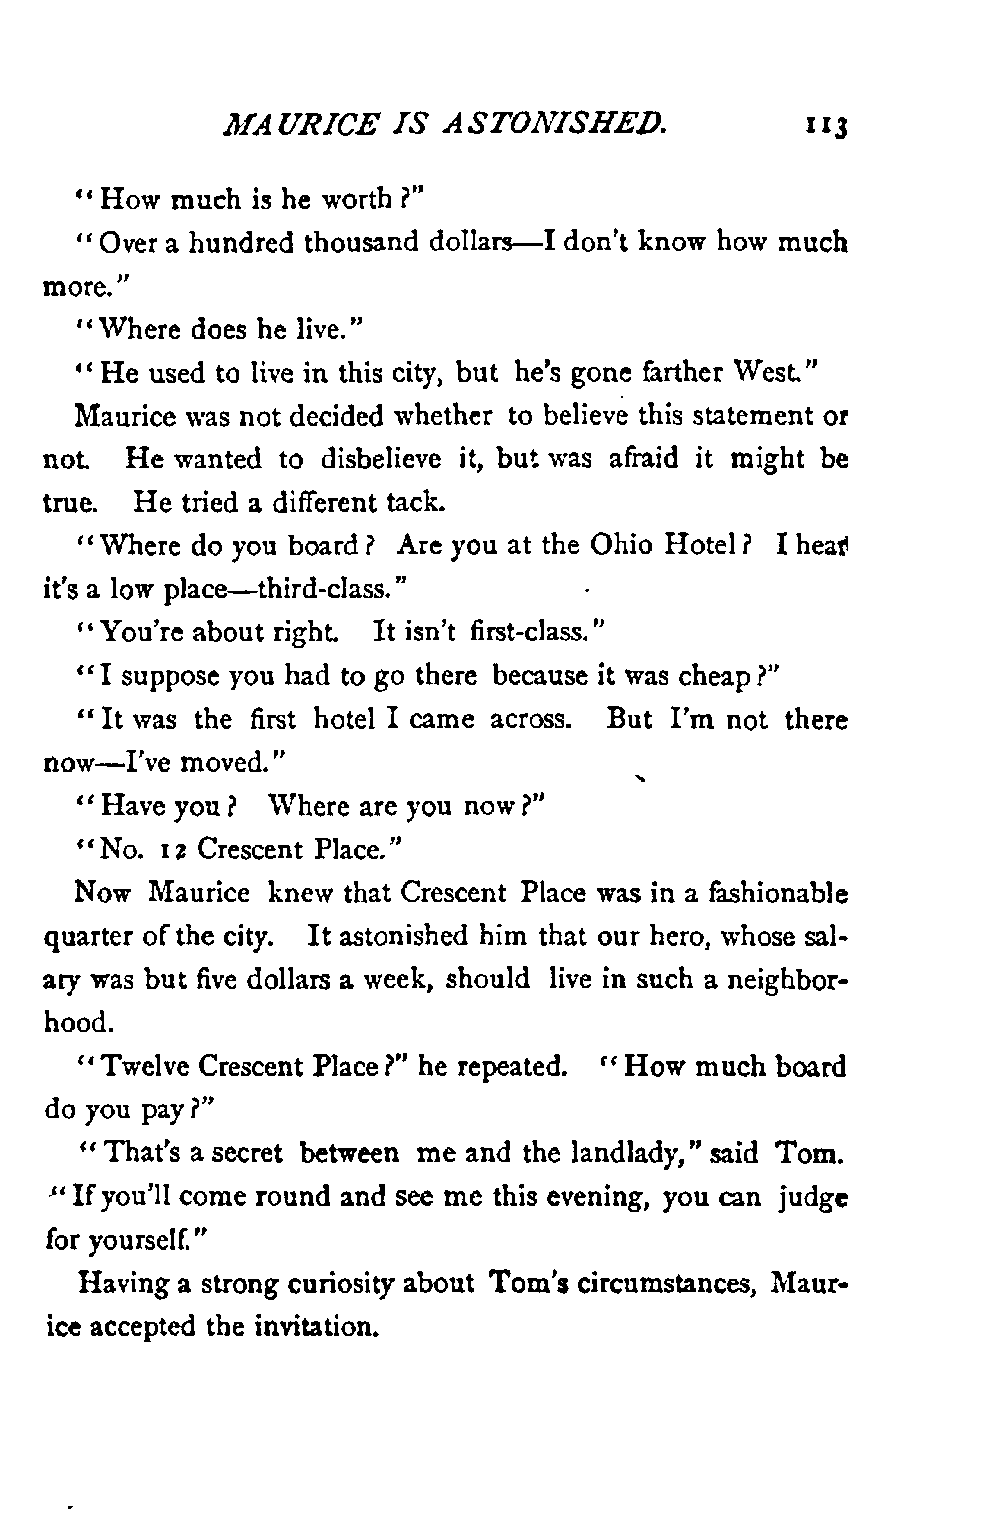 MAURICE IS ASTONISHED. 113
"How much is he worth?"
"Over a hundred thousand dollars—I don't know how much
more."
"Where does he live."
"He used to live in this city, but he's gone farther West."
Maurice was not decided whether to believe this statement or
not. He wanted to disbelieve it, but was afraid it might be
true. He tried a different tack.
"Where do you board? Are you at the Ohio Hotel? I hear
it's a low place—third-class."
"You're about right. It isn't first-class."
"I suppose you had to go there because it was cheap?"
"It was the first hotel I came across. But I'm not there
now—I've moved."
"Have you? Where are you now?"
"No. 12 Crescent Place."
Now Maurice knew that Crescent Place was in a fashionable
quarter of the city. It astonished him that our hero, whose sal-
ary was but five dollars a week, should live in such a neighbor-
hood.
"Twelve Crescent Place?" he repeated. "How much board
do you pay?"
"That's a secret between me and the landlady," said Tom.
"If you'll come round and see me this evening, you can judge
for yourself."
Having a strong curiosity about Tom's circumstances, Maur-
ice accepted the invitation.